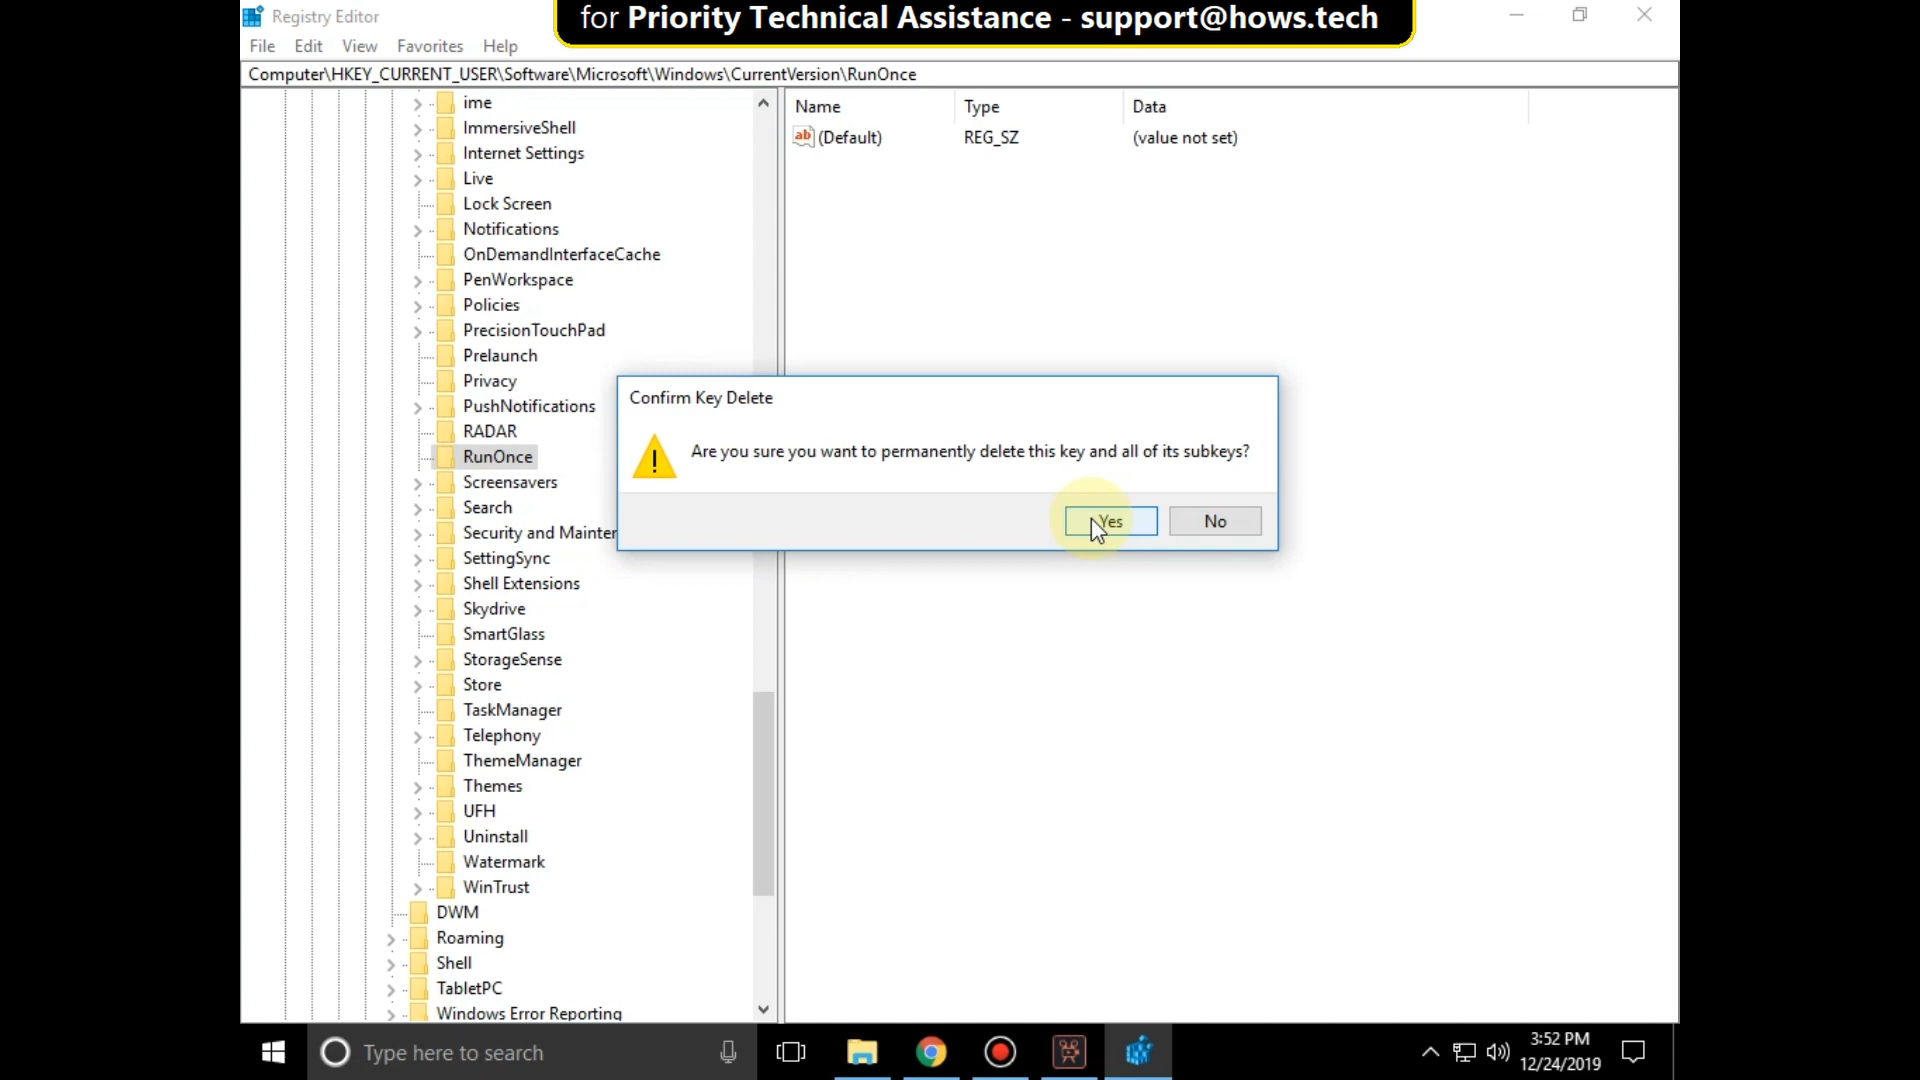 Registry Editor
for Priority Technical Assistance - support@hows.tech
File Edit View Favorites Help
Computer\HKEY_CURRENT_USER\Software\Microsoft\Windows\CurrentVersion\RunOnce
ime
ImmersiveShell
Internet Settings
Live
Lock Screen
Notifications
OnDemandInterfaceCache
PenWorkspace
Policies
PrecisionTouchPad
Prelaunch
Privacy
PushNotifications
RADAR
RunOnce
Screensavers
Search
Security and Mainten
SettingSync
Shell Extensions
Skydrive
SmartGlass
StorageSense
Store
TaskManager
Telephony
ThemeManager
Themes
UFH
Uninstall
Watermark
WinTrust
DWM
Roaming
Shell
TabletPC
Windows Error Reporting
Name Type Data
ab (Default) REG_SZ (value not set)
Confirm Key Delete
Are you sure you want to permanently delete this key and all of its subkeys?
Yes No
Type here to search
3:52 PM
12/24/2019